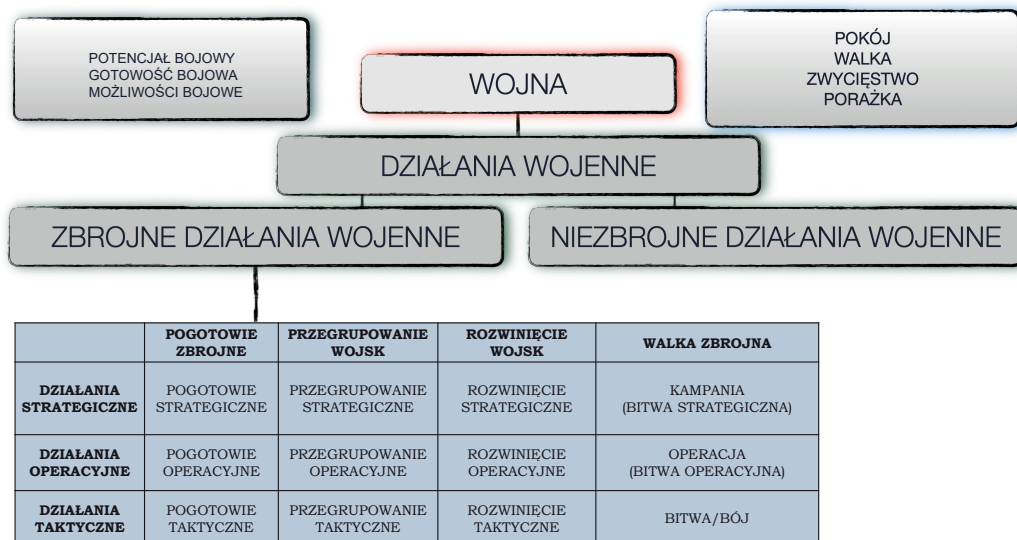 POTENCJAŁ BOJOWY
GOTOWOŚĆ BOJOWA
MOŻLIWOŚCI BOJOWE
WOJNA
POKÓJ
WALKA
ZWYCIĘSTWO
PORAŻKA
DZIAŁANIA WOJENNE
ZBROJNE DZIAŁANIA WOJENNE
NIEZBROJNE DZIAŁANIA WOJENNE
POGOTOWIE
ZBROJNE
PRZEGRUPOWANIE
WOJSK
ROZWINIĘCIE
WOJSK
WALKA ZBROJNA
DZIAŁANIA
STRATEGICZNE
POGOTOWIE
STRATEGICZNE
PRZEGRUPOWANIE
STRATEGICZNE
ROZWINIĘCIE
STRATEGICZNE
KAMPANIA
(BITWA STRATEGICZNA)
DZIAŁANIA
OPERACYJNE
POGOTOWIE
OPERACYJNE
PRZEGRUPOWANIE
OPERACYJNE
ROZWINIĘCIE
OPERACYJNE
OPERACJA
(BITWA OPERACYJNA)
DZIAŁANIA
TAKTYCZNE
POGOTOWIE
TAKTYCZNE
PRZEGRUPOWANIE
TAKTYCZNE
ROZWINIĘCIE
TAKTYCZNE
BITWA/BÓJ